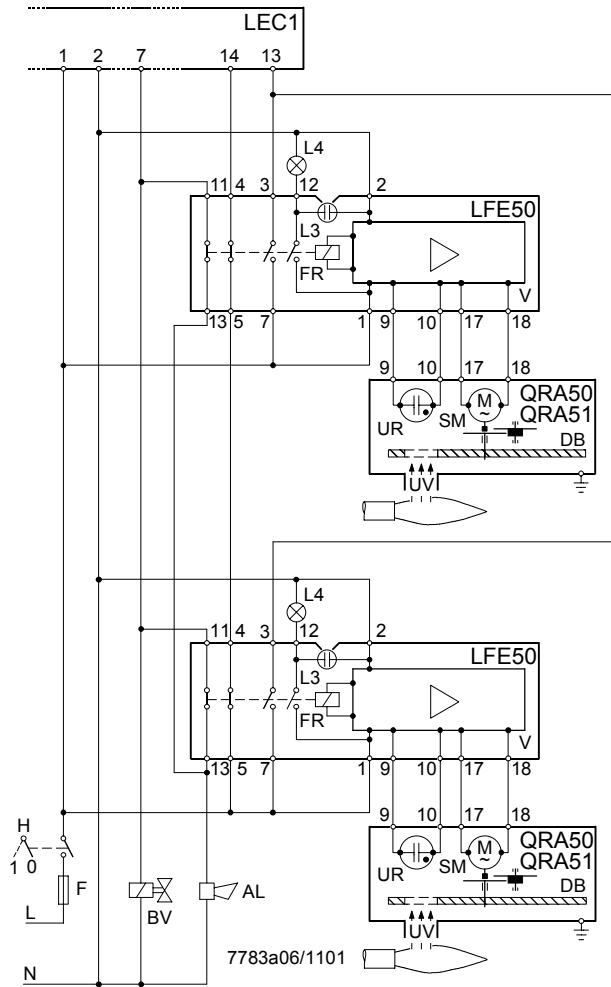 LEC1
1 2 7 14 13
L4
11 4 3 12 2
LFE50
L3
FR
V
13 5 7 1 9 10 17 18
9 10 17 18
M
~
QRA50
QRA51
UR SM
DB
UV
L4
11 4 3 12 2
LFE50
L3
FR
V
13 5 7 1 9 10 17 18
9 10 17 18
M
~
QRA50
QRA51
UR SM
DB
UV
H
1 0
F
L
BV
AL
N
7783a06/1101